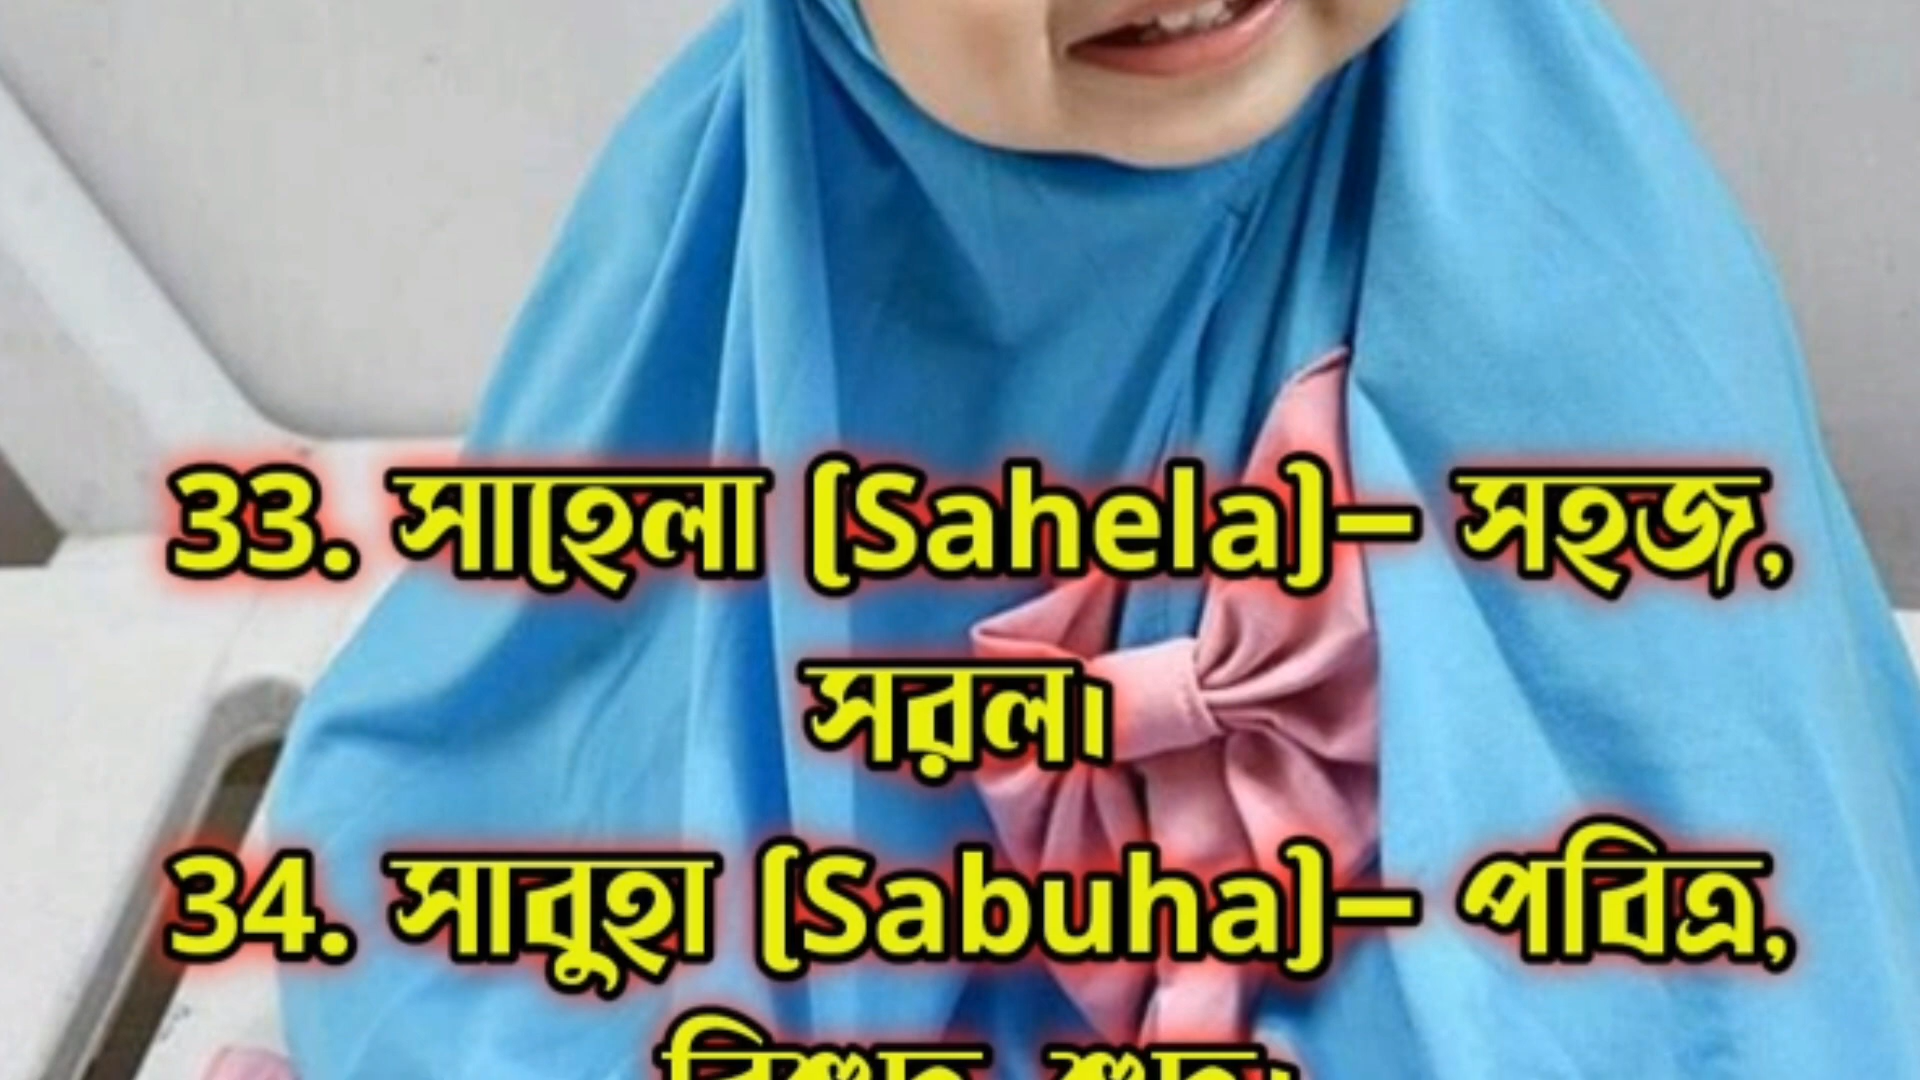 33. সাহেলা (Sahela)– সহজ,
সরল।
34. সাবুহা (Sabuha)– পবিত্র,